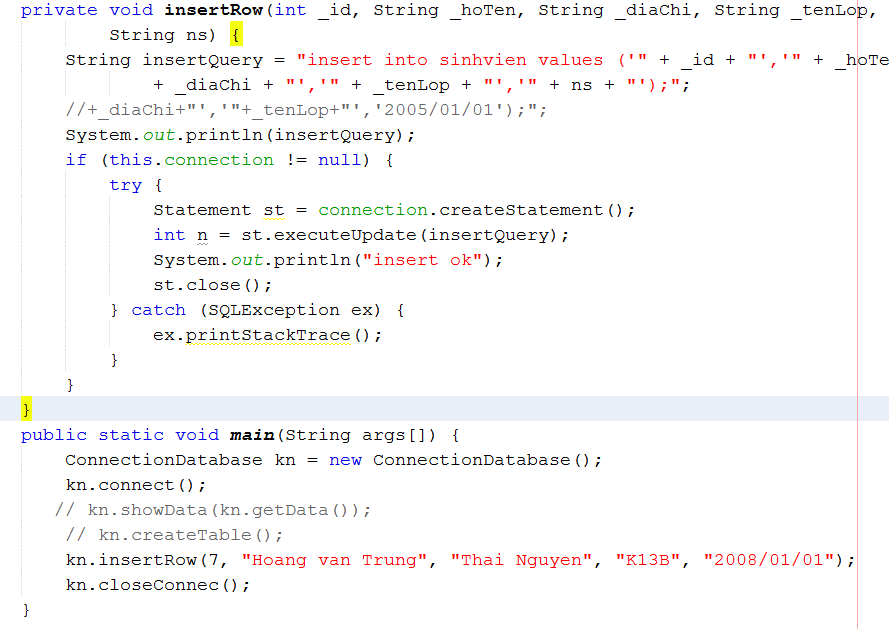 private void insertRow(int _id, String _hoTen, String _diaChi, String _tenLop,
String ns) {
String insertQuery = "insert into sinhvien values ('" + _id + "','" + _hoTe
+ _diaChi + "','" + _tenLop + "','" + ns + "');";
//+_diaChi+"','"+_tenLop+"','2005/01/01');";
System.out.println(insertQuery);
if (this.connection != null) {
try {
Statement st = connection.createStatement();
int n = st.executeUpdate(insertQuery);
System.out.println("insert ok");
st.close();
} catch (SQLException ex) {
ex.printStackTrace();
}
}
}
public static void main(String args[]) {
ConnectionDatabase kn = new ConnectionDatabase();
kn.connect();
// kn.showData(kn.getData());
// kn.createTable();
kn.insertRow(7, "Hoang van Trung", "Thai Nguyen", "K13B", "2008/01/01");
kn.closeConnec();
}